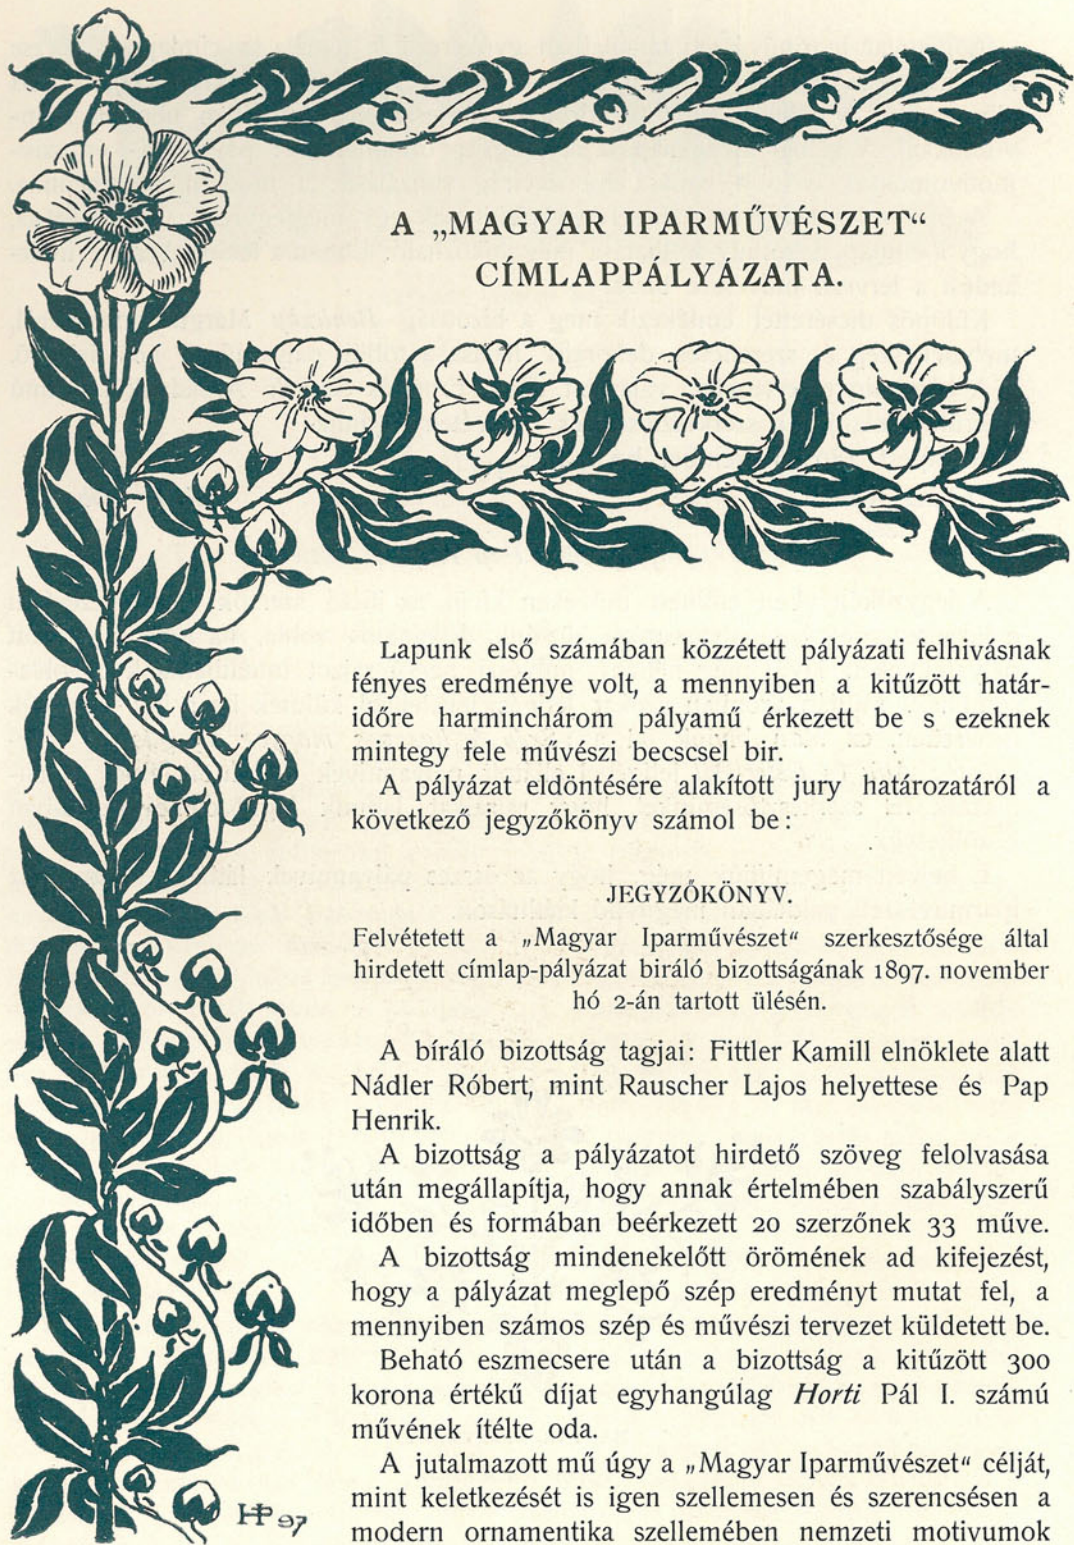 A „MAGYAR IPARMŰVÉSZET“
CÍMLAPPÁLYÁZATA.
Lapunk első számában közzétett pályázati felhivásnak
fényes eredménye volt, a mennyiben a kitűzött határ-
időre harminchárom pályamű érkezett be s ezeknek
mintegy fele művészi becscsel bir.
A pályázat eldöntésére alakított jury határozatáról a
következő jegyzőkönyv számol be:
JEGYZŐKÖNYV.
Felvétetett a „Magyar Iparművészet“ szerkesztősége által
hirdetett címlap-pályázat biráló bizottságának 1897. november
hó 2-án tartott ülésén.
A bíráló bizottság tagjai: Fittler Kamill elnöklete alatt
Nádler Róbert, mint Rauscher Lajos helyettese és Pap
Henrik.
A bizottság a pályázatot hirdető szöveg felolvasása
után megállapítja, hogy annak értelmében szabályszerű
időben és formában beérkezett 20 szerzőnek 33 műve.
A bizottság mindenekelőtt örömének ad kifejezést,
hogy a pályázat meglepő szép eredményt mutat fel, a
mennyiben számos szép és művészi tervezet küldetett be.
Beható eszmecsere után a bizottság a kitűzött 300
korona értékű díjat egyhangúlag Horti Pál I. számú
művének ítélte oda.
A jutalmazott mű úgy a „Magyar Iparművészet“ célját,
mint keletkezését is igen szellemesen és szerencsésen a
modern ornamentika szellemében nemzeti motivumok
HP 97